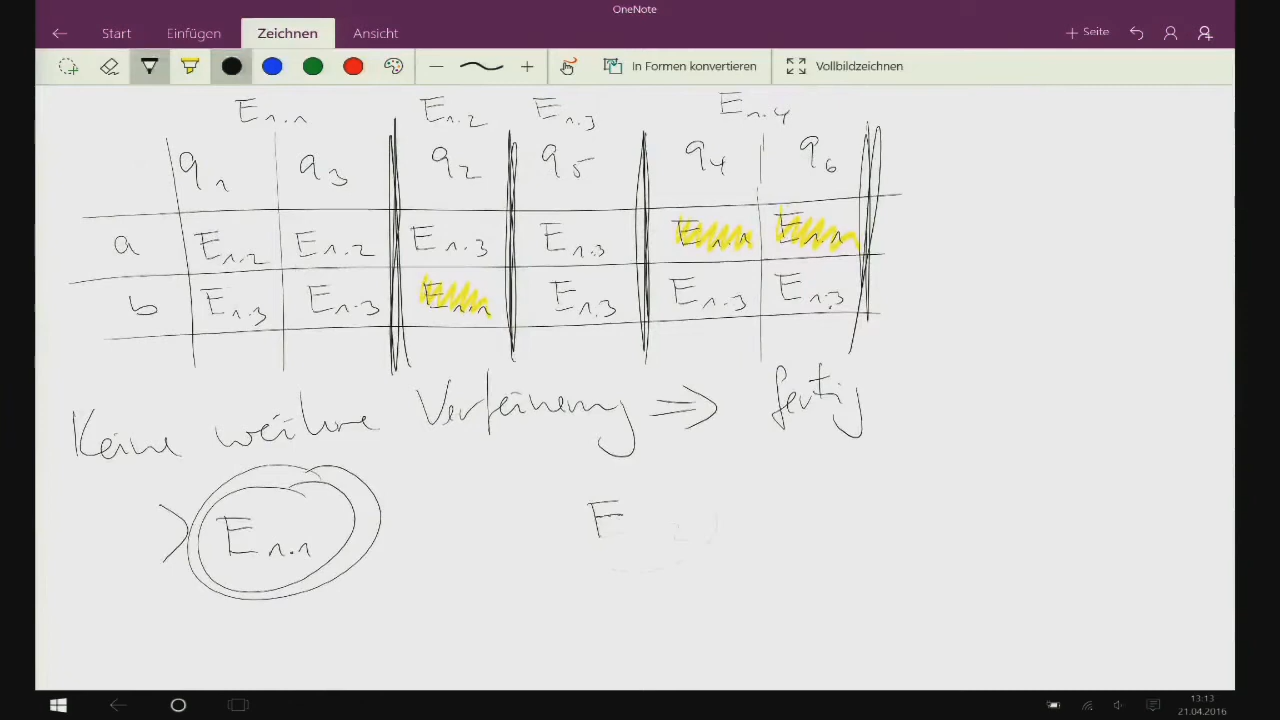 OneNote
Start Einfügen Zeichnen Ansicht + Seite
In Formen konvertieren Vollbildzeichnen
E1.1 E1.2 E1.3 E1.4
q1 q3 q2 q5 q4 q6
a E1.2 E1.2 E1.3 E1.3 E1.1 E1.1
b E1.3 E1.3 E1.1 E1.3 E1.3 E1.3
Keine weitere Verfeinerung ⇒ fertig
E1.1 E
13:13
21.04.2016